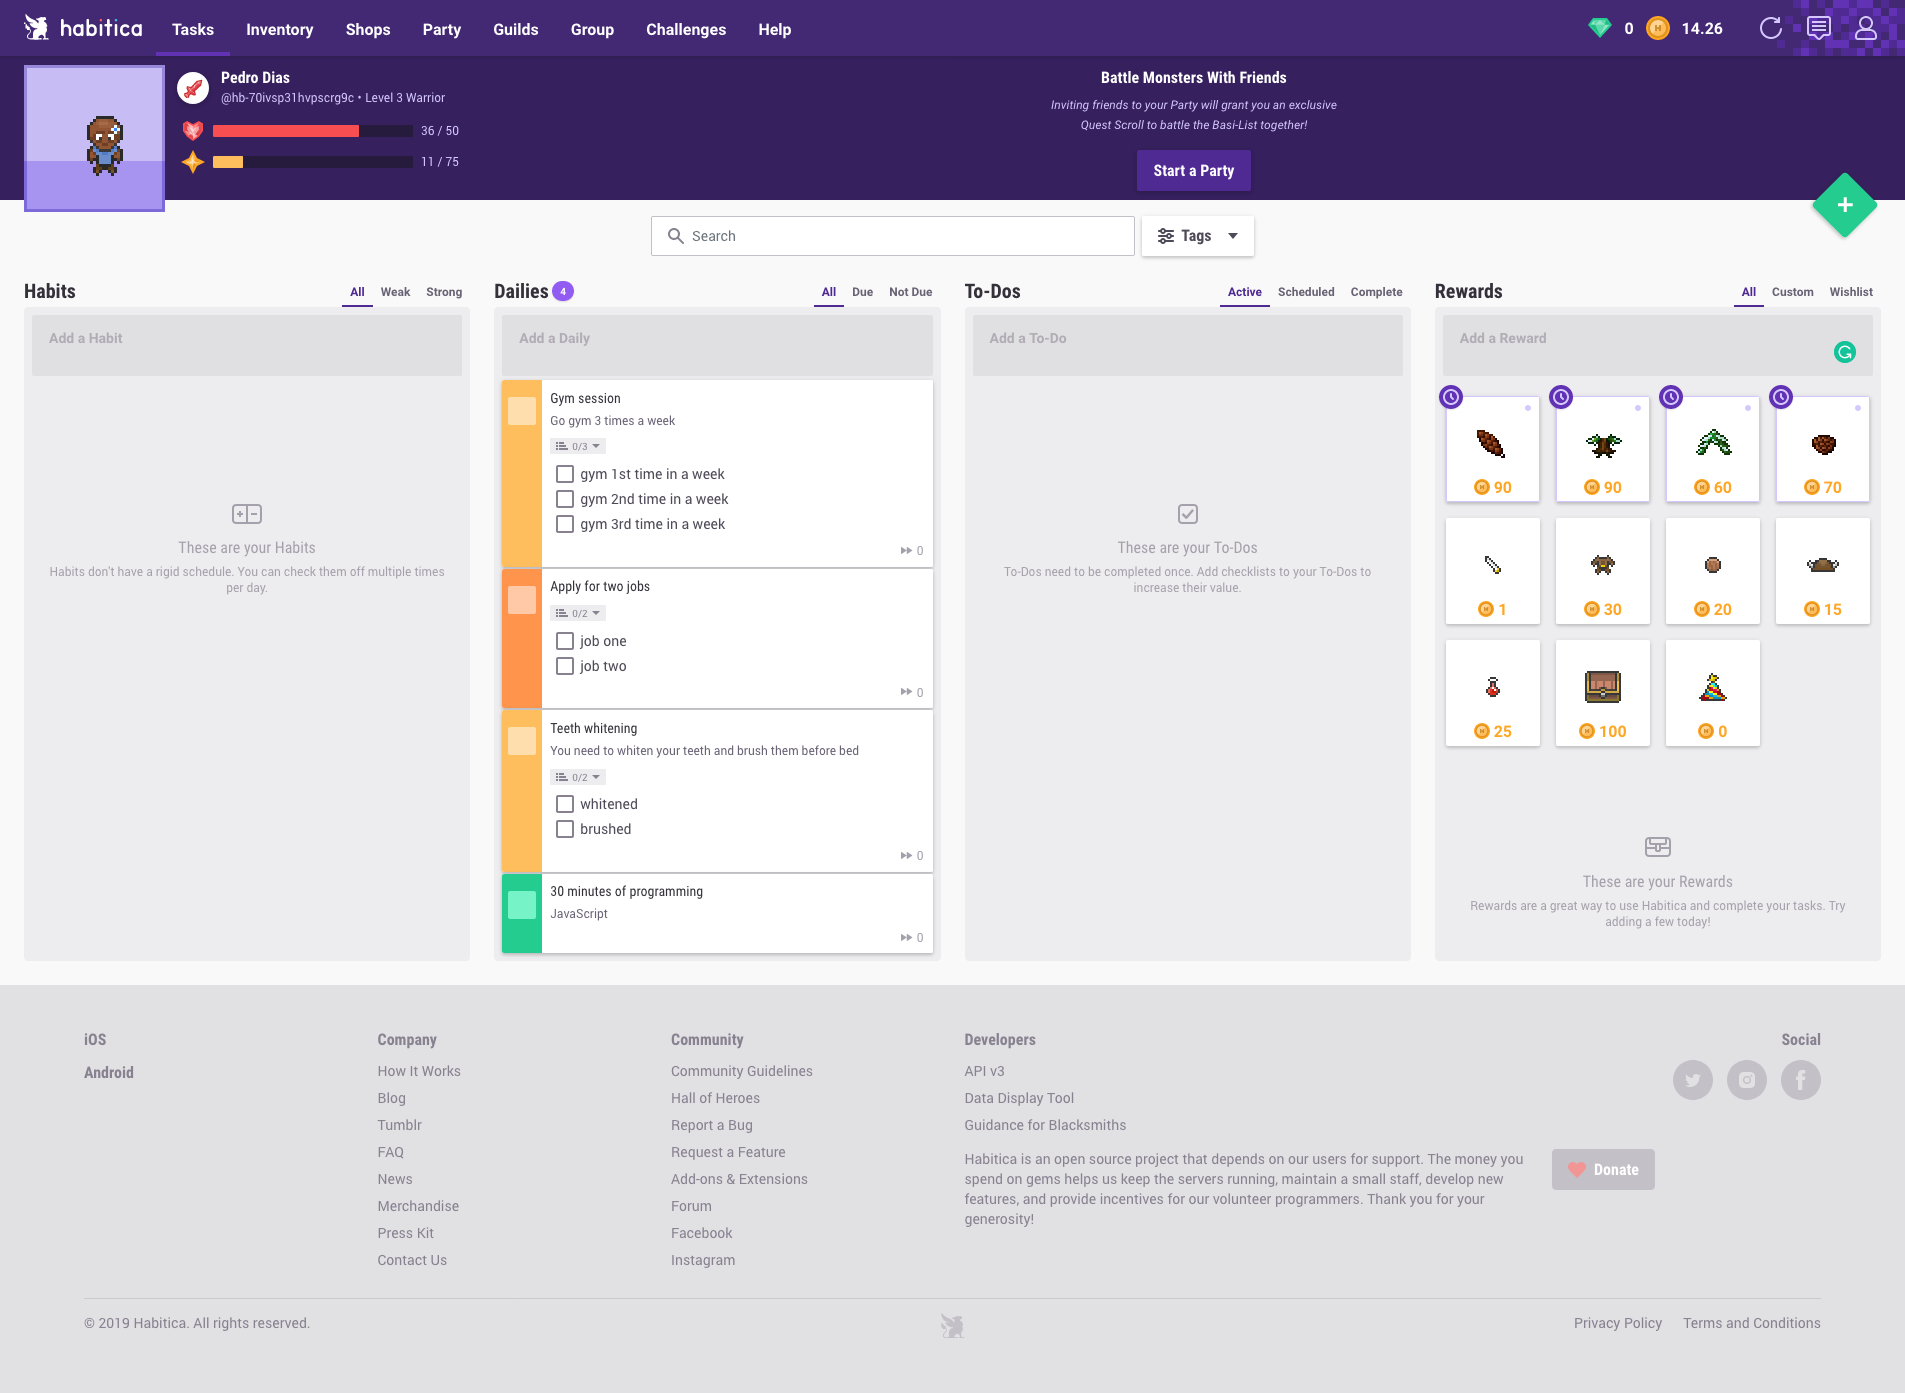 habitica Tasks Inventory Shops Party Guilds Group Challenges Help 0 14.26
Pedro Dias
@hb-70ivsp31hvpscrg9c • Level 3 Warrior
36 / 50
11 / 75
Battle Monsters With Friends
Inviting friends to your Party will grant you an exclusive
Quest Scroll to battle the Basi-List together!
Start a Party
+
Search
Tags
Habits All Weak Strong
Add a Habit
These are your Habits
Habits don't have a rigid schedule. You can check them off multiple times
per day.
Dailies 4 All Due Not Due
Add a Daily
Gym session
Go gym 3 times a week
0/3
gym 1st time in a week
gym 2nd time in a week
gym 3rd time in a week
0
Apply for two jobs
0/2
job one
job two
0
Teeth whitening
You need to whiten your teeth and brush them before bed
0/2
whitened
brushed
0
30 minutes of programming
JavaScript
0
To-Dos Active Scheduled Complete
Add a To-Do
These are your To-Dos
To-Dos need to be completed once. Add checklists to your To-Dos to
increase their value.
Rewards All Custom Wishlist
Add a Reward
90 90 60 70
1 30 20 15
25 100 0
These are your Rewards
Rewards are a great way to use Habitica and complete your tasks. Try
adding a few today!
iOS
Android
Company
How It Works
Blog
Tumblr
FAQ
News
Merchandise
Press Kit
Contact Us
Community
Community Guidelines
Hall of Heroes
Report a Bug
Request a Feature
Add-ons & Extensions
Forum
Facebook
Instagram
Developers
API v3
Data Display Tool
Guidance for Blacksmiths
Social
Habitica is an open source project that depends on our users for support. The money you
spend on gems helps us keep the servers running, maintain a small staff, develop new
features, and provide incentives for our volunteer programmers. Thank you for your
generosity!
Donate
© 2019 Habitica. All rights reserved.
Privacy Policy Terms and Conditions